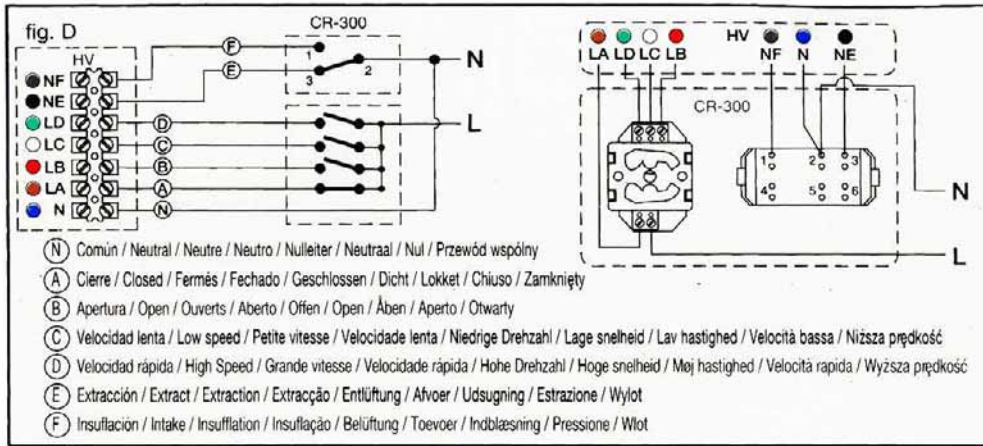 fig. D
CR-300
HV
NF
NE
LD
LC
LB
LA
N
F
E
D
C
B
A
N
1
2
3
N
L
LA LD LC LB HV NF N NE
CR-300
1 2 3
4 5 6
N
L
N Común / Neutral / Neutre / Neutro / Nulleiter / Neutraal / Nul / Przewód wspólny
A Cierre / Closed / Fermés / Fechado / Geschlossen / Dicht / Lokket / Chiuso / Zamknięty
B Apertura / Open / Ouverts / Aberto / Offen / Open / Åben / Aperto / Otwarty
C Velocidad lenta / Low speed / Petite vitesse / Velocidade lenta / Niedrige Drehzahl / Lage snelheid / Lav hastighed / Velocità bassa / Niższa prędkość
D Velocidad rápida / High Speed / Grande vitesse / Velocidade rápida / Hohe Drehzahl / Hoge snelheid / Møj hastighed / Velocità rapida / Wyższa prędkość
E Extracción / Extract / Extraction / Extracção / Entlüftung / Afvoer / Udsugning / Estrazione / Wylot
F Insuflación / Intake / Insufflation / Insuflação / Belüftung / Toevoer / Indblæsning / Pressione / Wlot